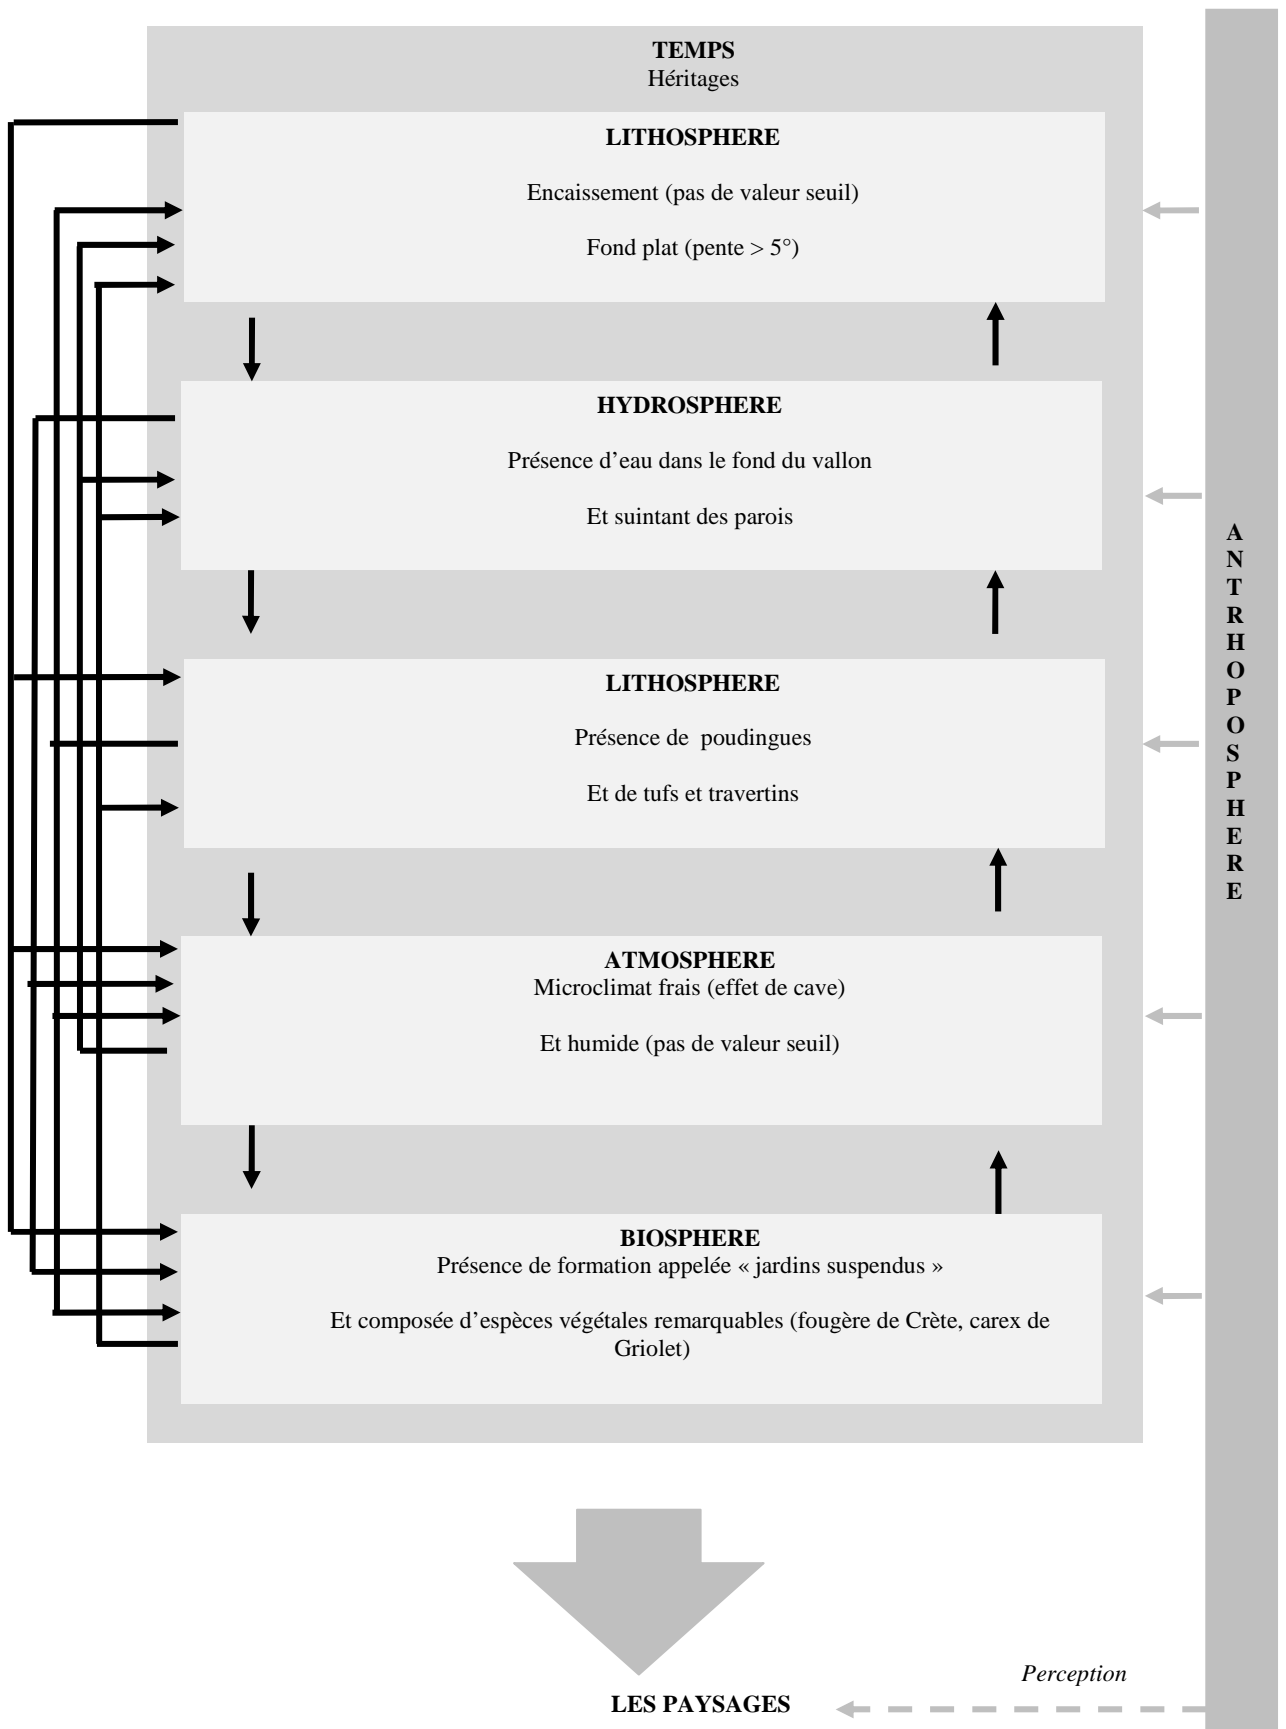 TEMPS
Héritages
LITHOSPHERE
Encaissement (pas de valeur seuil)
Fond plat (pente > 5°)
HYDROSPHERE
Présence d’eau dans le fond du vallon
Et suintant des parois
LITHOSPHERE
Présence de poudingues
Et de tufs et travertins
ATMOSPHERE
Microclimat frais (effet de cave)
Et humide (pas de valeur seuil)
BIOSPHERE
Présence de formation appelée « jardins suspendus »
Et composée d’espèces végétales remarquables (fougère de Crète, carex de
Griolet)
A
N
T
R
H
O
P
O
S
P
H
E
R
E
Perception
LES PAYSAGES